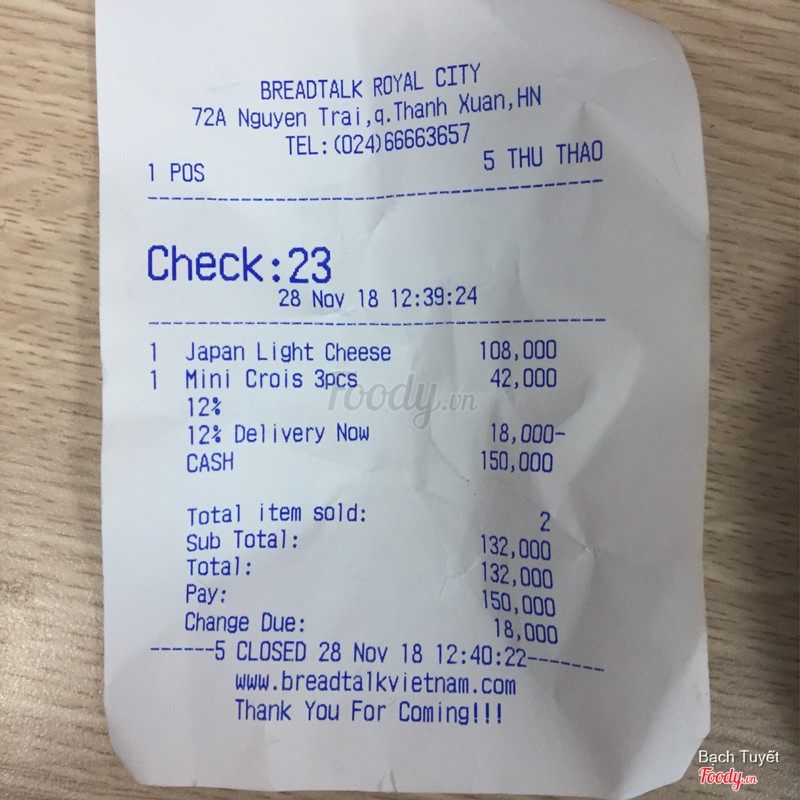 BREADTALK ROYAL CITY
72A Nguyen Trai,q.Thanh Xuan,HN
TEL:(024)66663657
1 POS 5 THU THAO
Check:23
28 Nov 18 12:39:24
1 Japan Light Cheese 108,000
1 Mini Crois 3pcs 42,000
12%
12% Delivery Now 18,000-
CASH 150,000
Total item sold: 2
Sub Total: 132,000
Total: 132,000
Pay: 150,000
Change Due: 18,000
------5 CLOSED 28 Nov 18 12:40:22-------
www.breadtalkvietnam.com
Thank You For Coming!!!
Foody.vn
Bạch Tuyết
Foody.vn